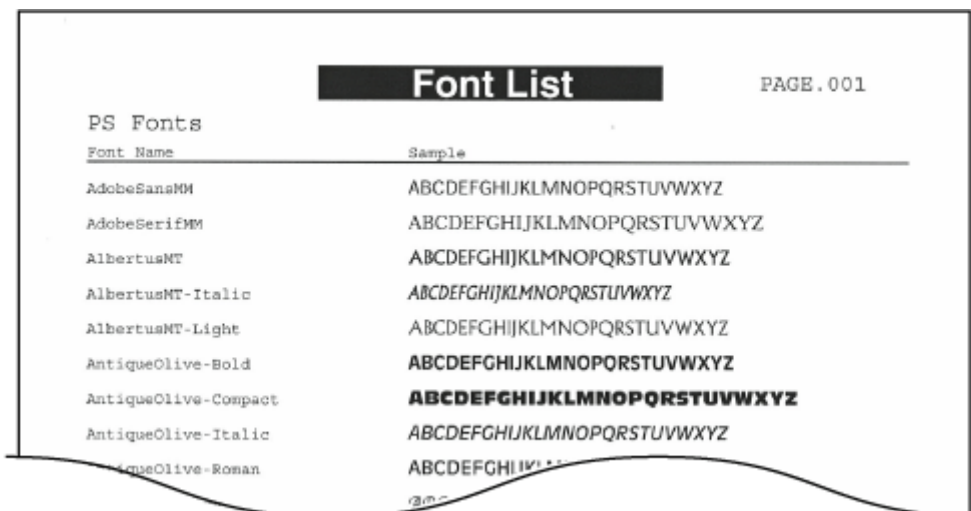 Font List PAGE.001
PS Fonts
Font Name Sample
AdobeSansMM ABCDEFGHIJKLMNOPQRSTUVWXYZ
AdobeSerifMM ABCDEFGHIJKLMNOPQRSTUVWXYZ
AlbertusMT ABCDEFGHIJKLMNOPQRSTUVWXYZ
AlbertusMT-Italic ABCDEFGHIJKLMNOPQRSTUVWXYZ
AlbertusMT-Light ABCDEFGHIJKLMNOPQRSTUVWXYZ
AntiqueOlive-Bold ABCDEFGHIJKLMNOPQRSTUVWXYZ
AntiqueOlive-Compact ABCDEFGHIJKLMNOPQRSTUVWXYZ
AntiqueOlive-Italic ABCDEFGHIJKLMNOPQRSTUVWXYZ